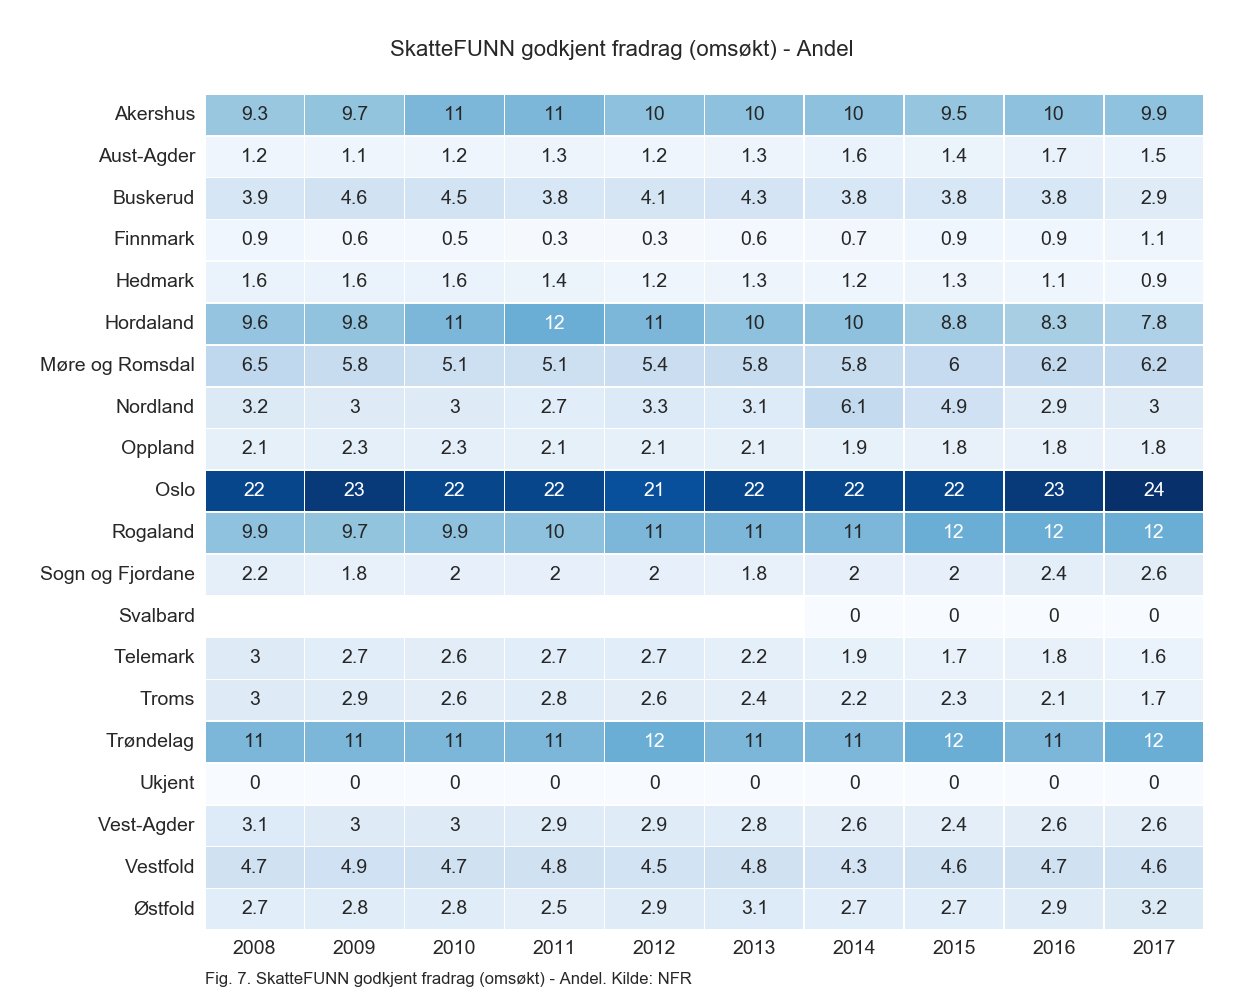 SkatteFUNN godkjent fradrag (omsøkt) - Andel
Akershus 9.3 9.7 11 11 10 10 10 9.5 10 9.9
Aust-Agder 1.2 1.1 1.2 1.3 1.2 1.3 1.6 1.4 1.7 1.5
Buskerud 3.9 4.6 4.5 3.8 4.1 4.3 3.8 3.8 3.8 2.9
Finnmark 0.9 0.6 0.5 0.3 0.3 0.6 0.7 0.9 0.9 1.1
Hedmark 1.6 1.6 1.6 1.4 1.2 1.3 1.2 1.3 1.1 0.9
Hordaland 9.6 9.8 11 12 11 10 10 8.8 8.3 7.8
Møre og Romsdal 6.5 5.8 5.1 5.1 5.4 5.8 5.8 6 6.2 6.2
Nordland 3.2 3 3 2.7 3.3 3.1 6.1 4.9 2.9 3
Oppland 2.1 2.3 2.3 2.1 2.1 2.1 1.9 1.8 1.8 1.8
Oslo 22 23 22 22 21 22 22 22 23 24
Rogaland 9.9 9.7 9.9 10 11 11 11 12 12 12
Sogn og Fjordane 2.2 1.8 2 2 2 1.8 2 2 2.4 2.6
Svalbard 0 0 0 0
Telemark 3 2.7 2.6 2.7 2.7 2.2 1.9 1.7 1.8 1.6
Troms 3 2.9 2.6 2.8 2.6 2.4 2.2 2.3 2.1 1.7
Trøndelag 11 11 11 11 12 11 11 12 11 12
Ukjent 0 0 0 0 0 0 0 0 0 0
Vest-Agder 3.1 3 3 2.9 2.9 2.8 2.6 2.4 2.6 2.6
Vestfold 4.7 4.9 4.7 4.8 4.5 4.8 4.3 4.6 4.7 4.6
Østfold 2.7 2.8 2.8 2.5 2.9 3.1 2.7 2.7 2.9 3.2
2008 2009 2010 2011 2012 2013 2014 2015 2016 2017
Fig. 7. SkatteFUNN godkjent fradrag (omsøkt) - Andel. Kilde: NFR